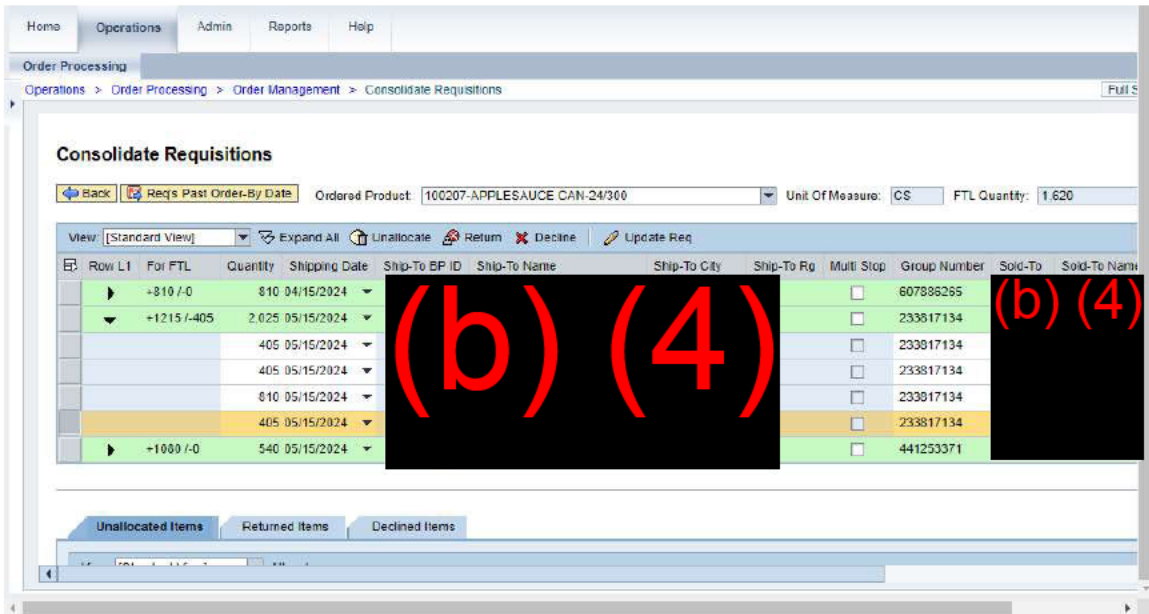 Home Operations Admin Reports Help
Order Processing
Operations > Order Processing > Order Management > Consolidate Requisitions Full S
Consolidate Requisitions
Back Req's Past Order-By Date Ordered Product: 100207-APPLESAUCE CAN-24/300 Unit Of Measure: CS FTL Quantity: 1,620
View: [Standard View] Expand All Unallocate Return Decline Update Req
Row L1 For FTL Quantity Shipping Date Ship-To BP ID Ship-To Name Ship-To City Ship-To Rg Multi Stop Group Number Sold-To Sold-To Name
+810 /-0 810 04/15/2024 607886265
+1215 /-405 2,025 05/15/2024 233817134
405 05/15/2024 233817134
405 05/15/2024 233817134
810 05/15/2024 233817134
405 05/15/2024 233817134
+1080 /-0 540 05/15/2024 441253371
(b) (4)
(b) (4)
Unallocated Items Returned Items Declined Items